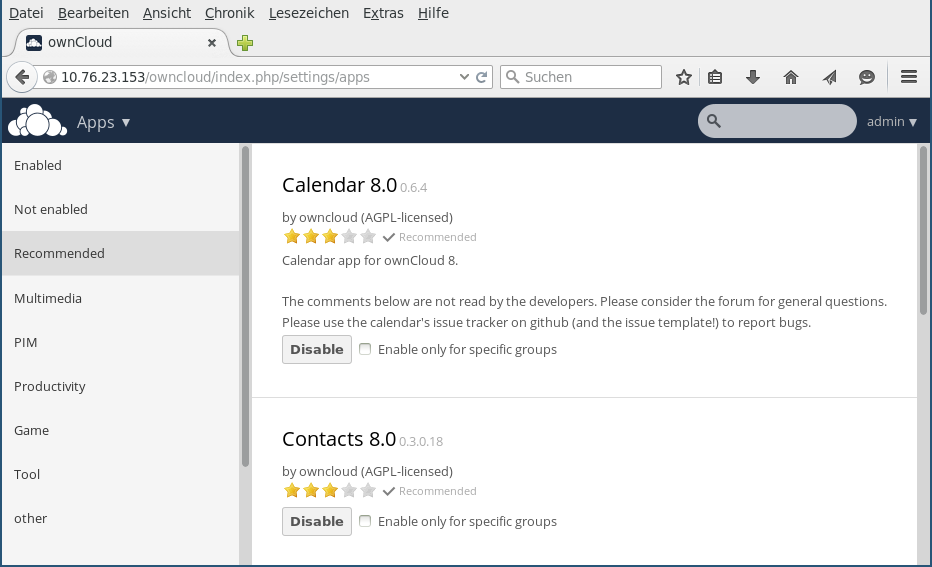 Datei Bearbeiten Ansicht Chronik Lesezeichen Extras Hilfe
ownCloud
10.76.23.153/owncloud/index.php/settings/apps
Suchen
Apps
admin
Enabled
Not enabled
Recommended
Multimedia
PIM
Productivity
Game
Tool
other
Calendar 8.0 0.6.4
by owncloud (AGPL-licensed)
Recommended
Calendar app for ownCloud 8.
The comments below are not read by the developers. Please consider the forum for general questions.
Please use the calendar's issue tracker on github (and the issue template!) to report bugs.
Disable Enable only for specific groups
Contacts 8.0 0.3.0.18
by owncloud (AGPL-licensed)
Recommended
Disable Enable only for specific groups